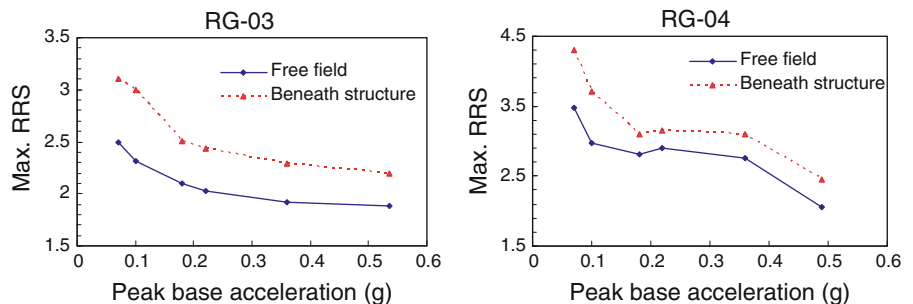 RG-03
3.5
3
2.5
2
1.5
Max. RRS
Free field
Beneath structure
0 0.1 0.2 0.3 0.4 0.5 0.6
Peak base acceleration (g)
RG-04
4.5
3.5
2.5
1.5
Max. RRS
Free field
Beneath structure
0 0.1 0.2 0.3 0.4 0.5 0.6
Peak base acceleration (g)